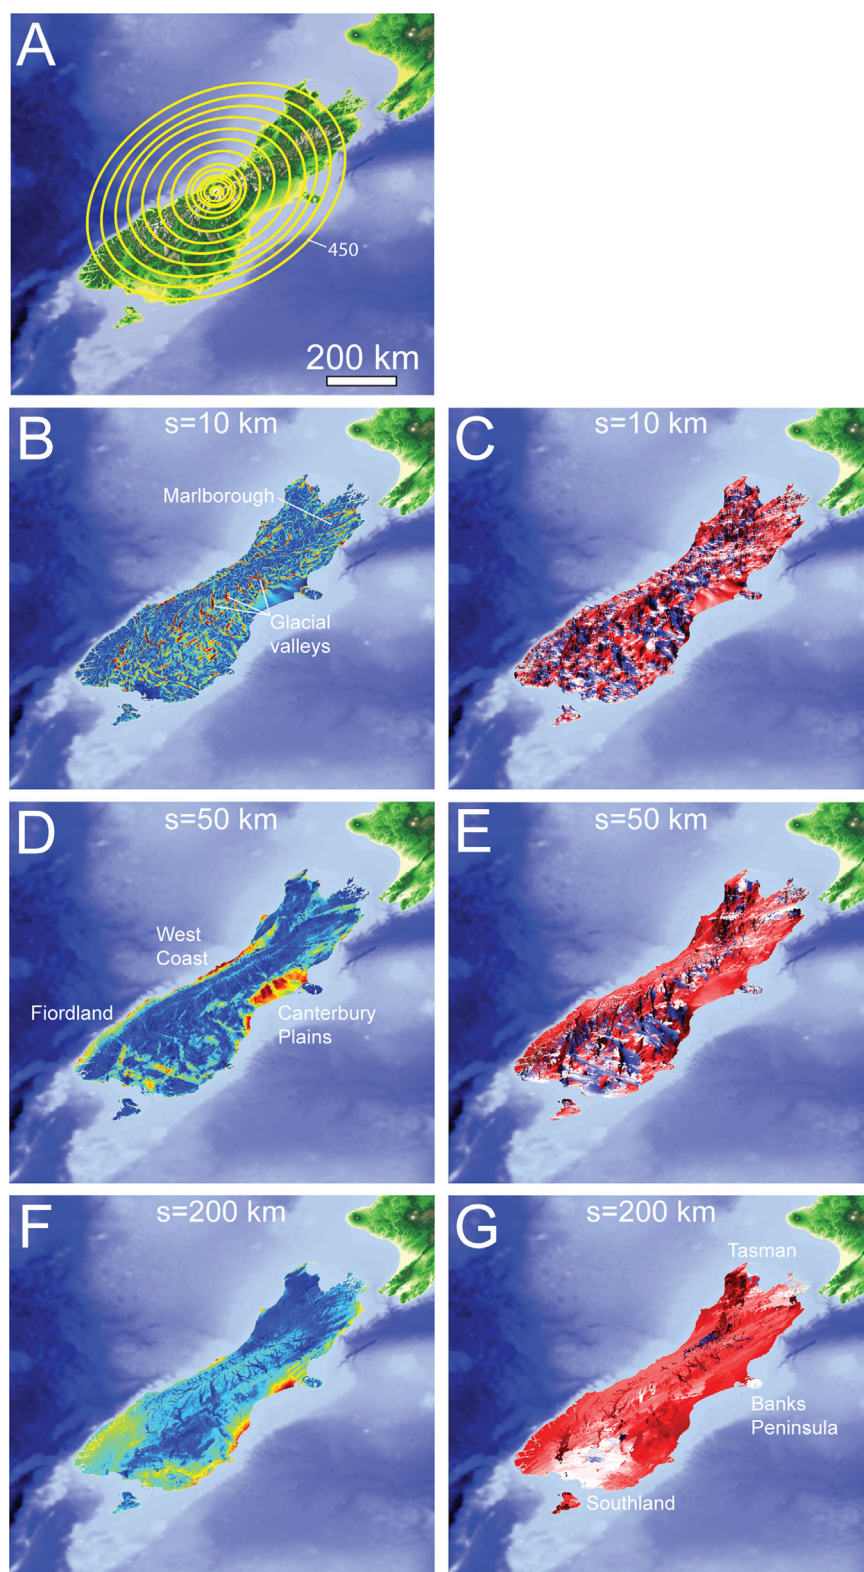 A
450
200 km
B
s=10 km
Marlborough
Glacial
valleys
C
s=10 km
D
s=50 km
West
Coast
Fiordland
Canterbury
Plains
E
s=50 km
F
s=200 km
G
s=200 km
Tasman
Banks
Peninsula
Southland